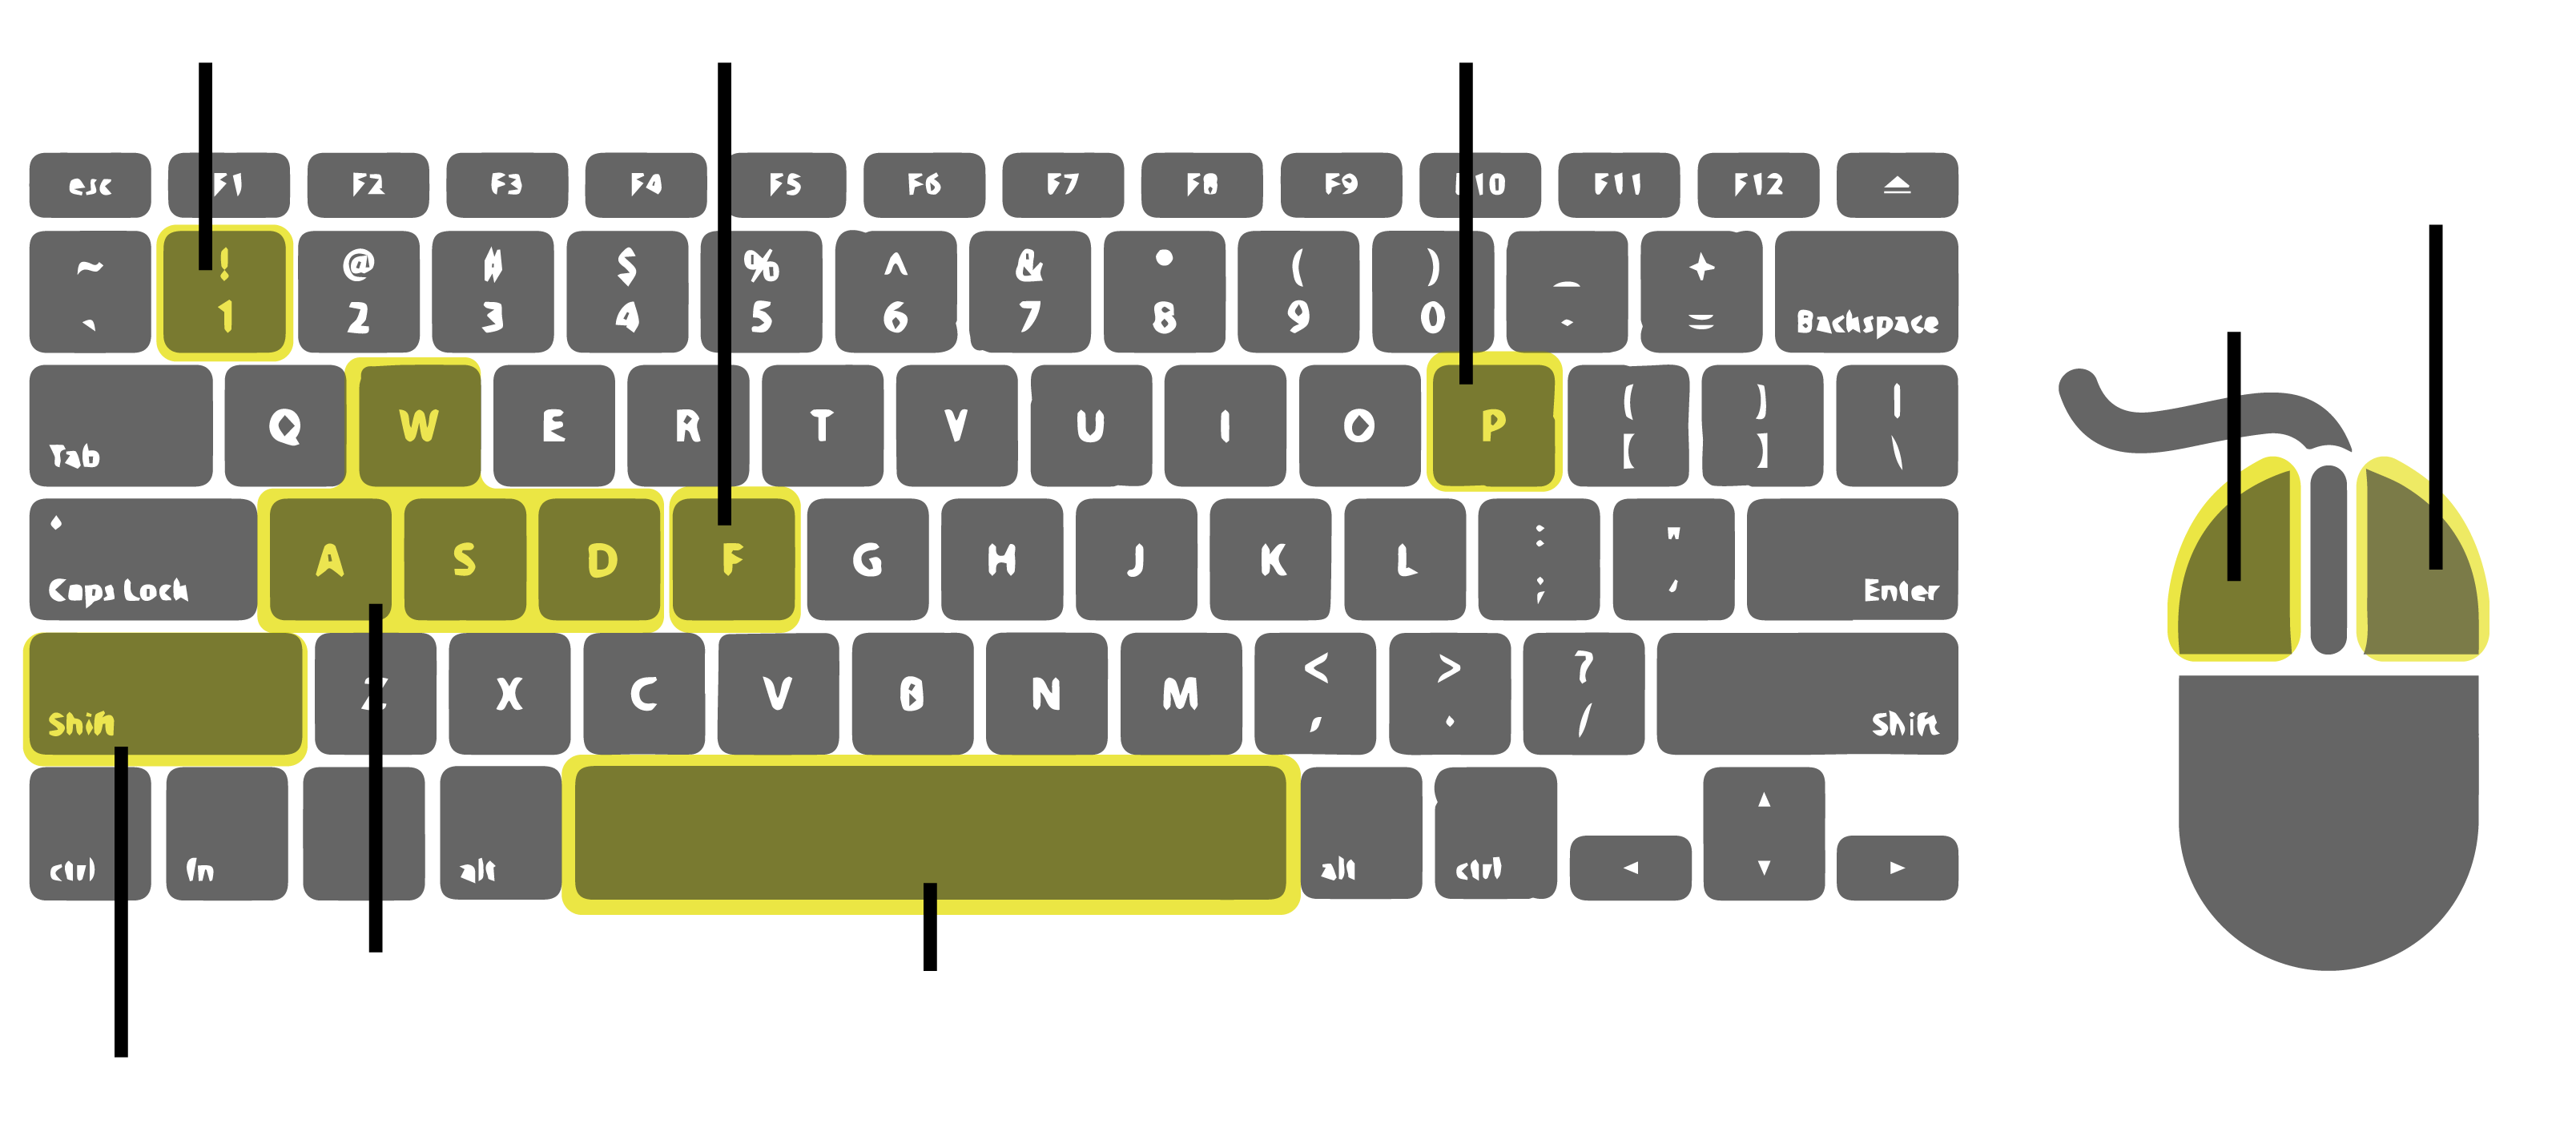 esc F1 F2 F3 F4 F5 F6 F7 F8 F9 F10 F11 F12
~ ! @ # $ % ^ & • ( ) _ +
` 1 2 3 4 5 6 7 8 9 0 - = Backspace
Tab Q W E R T V U I O P { [ } ] | \
Caps Lock A S D F G H J K L : ; " ' Enter
Shift Z X C V B N M < , > . ? / Shift
ctrl fn alt alt ctrl